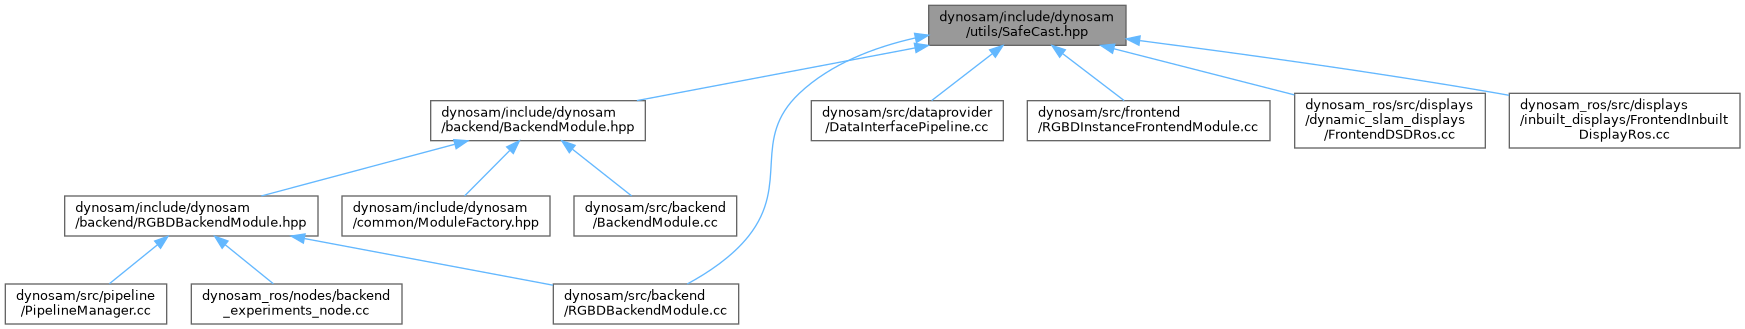 dynosam/include/dynosam
/utils/SafeCast.hpp
dynosam/include/dynosam
/backend/BackendModule.hpp
dynosam/src/dataprovider
/DataInterfacePipeline.cc
dynosam/src/frontend
/RGBDInstanceFrontendModule.cc
dynosam_ros/src/displays
/dynamic_slam_displays
/FrontendDSDRos.cc
dynosam_ros/src/displays
/inbuilt_displays/FrontendInbuilt
DisplayRos.cc
dynosam/include/dynosam
/backend/RGBDBackendModule.hpp
dynosam/include/dynosam
/common/ModuleFactory.hpp
dynosam/src/backend
/BackendModule.cc
dynosam/src/pipeline
/PipelineManager.cc
dynosam_ros/nodes/backend
_experiments_node.cc
dynosam/src/backend
/RGBDBackendModule.cc